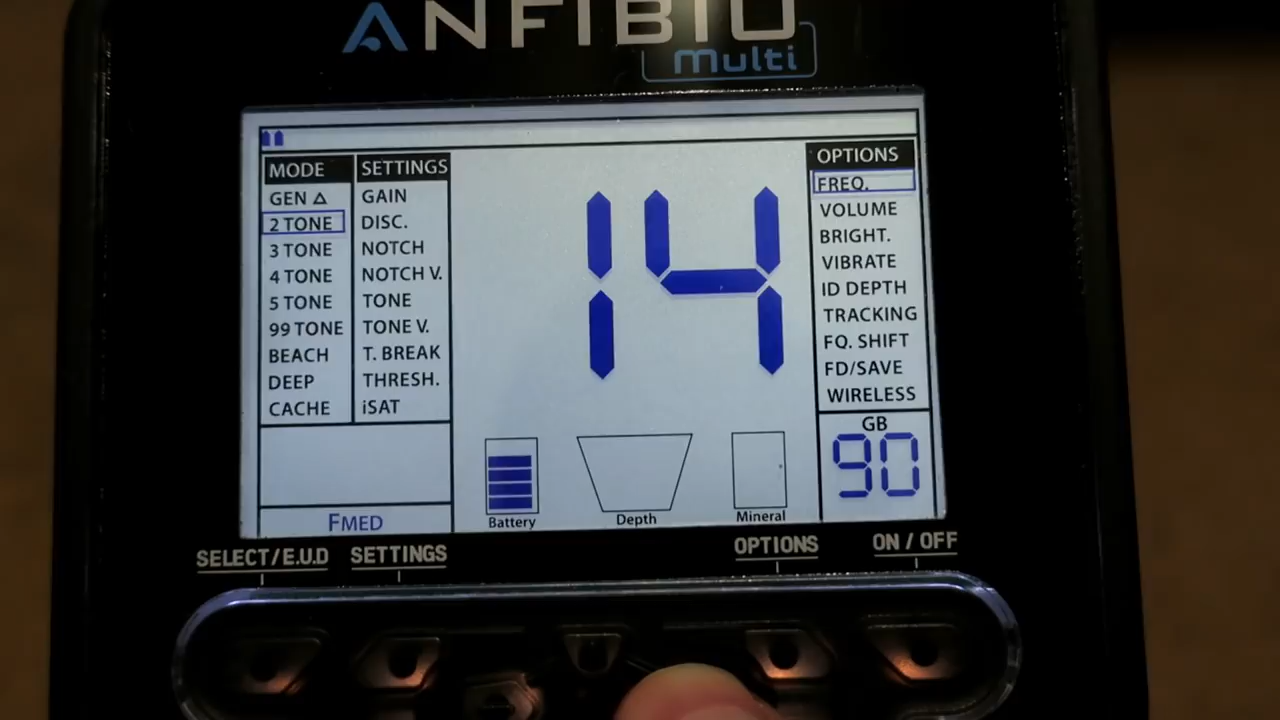 ANFIBIO
Multi
MODE
GEN △
2 TONE
3 TONE
4 TONE
5 TONE
99 TONE
BEACH
DEEP
CACHE
SETTINGS
GAIN
DISC.
NOTCH
NOTCH V.
TONE
TONE V.
T. BREAK
THRESH.
iSAT
14
OPTIONS
FREQ.
VOLUME
BRIGHT.
VIBRATE
ID DEPTH
TRACKING
FQ. SHIFT
FD/SAVE
WIRELESS
GB
90
FMED
Battery
Depth
Mineral
SELECT/E.U.D
SETTINGS
OPTIONS
ON / OFF